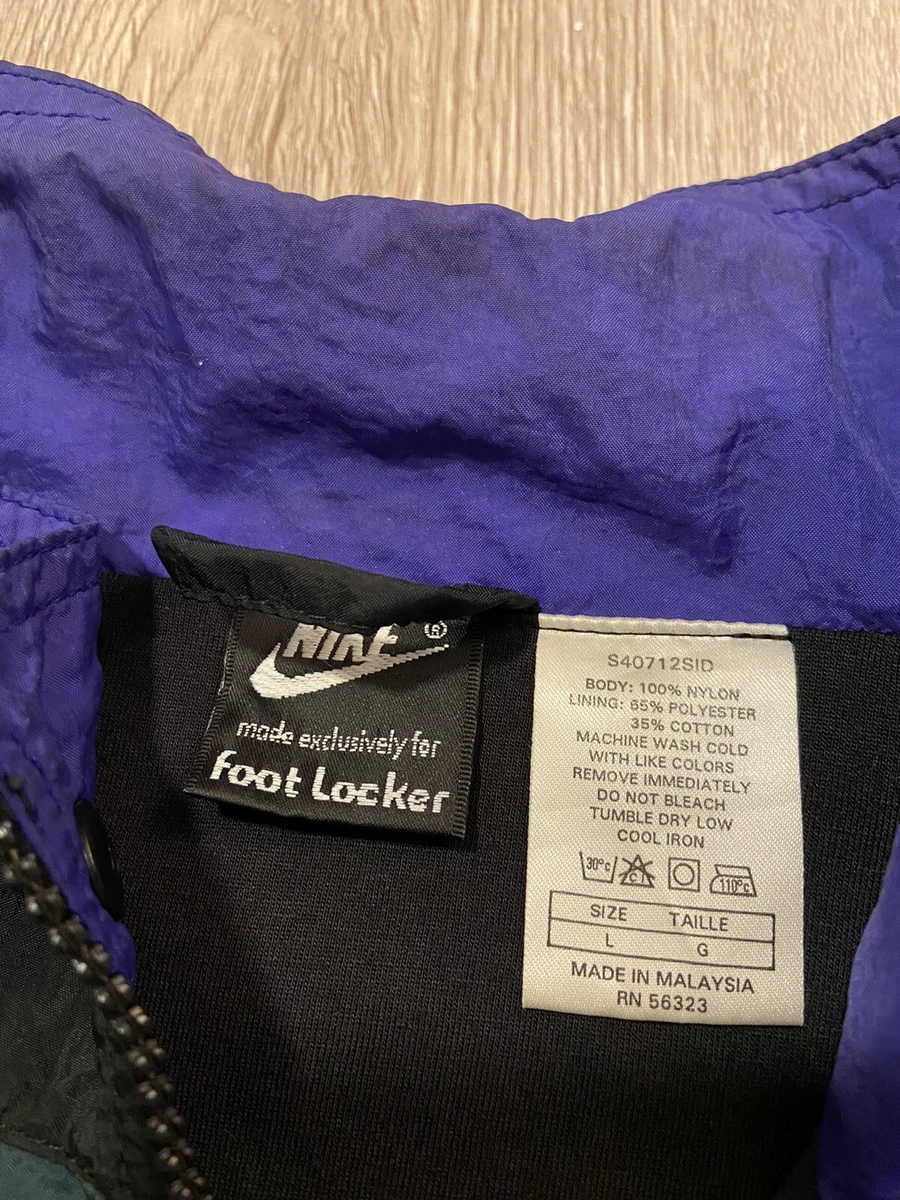 NIKE ®
made exclusively for
foot Locker
S40712SID
BODY: 100% NYLON
LINING: 65% POLYESTER
35% COTTON
MACHINE WASH COLD
WITH LIKE COLORS
REMOVE IMMEDIATELY
DO NOT BLEACH
TUMBLE DRY LOW
COOL IRON
30°c Cl 110°c
SIZE TAILLE
L G
MADE IN MALAYSIA
RN 56323